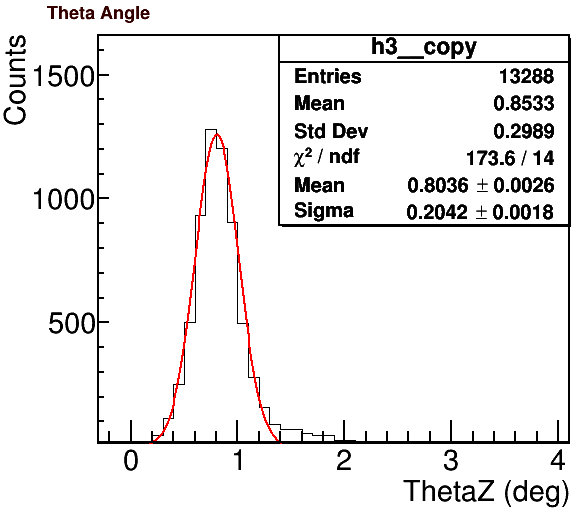 Theta Angle
Counts
1500
1000
500
h3__copy
Entries 13288
Mean 0.8533
Std Dev 0.2989
χ² / ndf 173.6 / 14
Mean 0.8036 ± 0.0026
Sigma 0.2042 ± 0.0018
0 1 2 3 4
ThetaZ (deg)